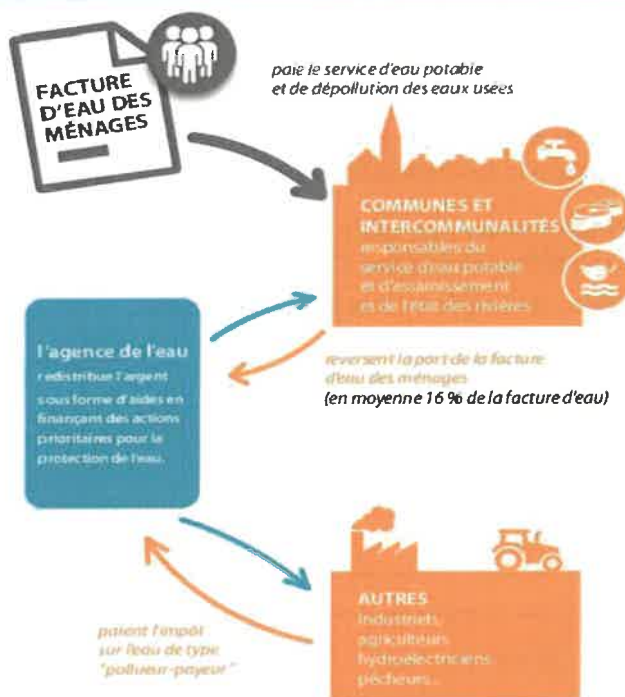 FACTURE
D'EAU DES
MÉNAGES
paie le service d'eau potable
et de dépollution des eaux usées
COMMUNES ET
INTERCOMMUNALITÉS
responsables du
service d'eau potable
et d'assainissement
et de l'état des rivières
l'agence de l'eau
redistribue l'argent
sous forme d'aides en
finançant des actions
prioritaires pour la
protection de l'eau.
reversent la part de la facture
d'eau des ménages
(en moyenne 16 % de la facture d'eau)
paient l'impôt
sur l'eau de type
"pollueur-payeur"
AUTRES
industriels,
agriculteurs,
hydroélectriciens,
pêcheurs...